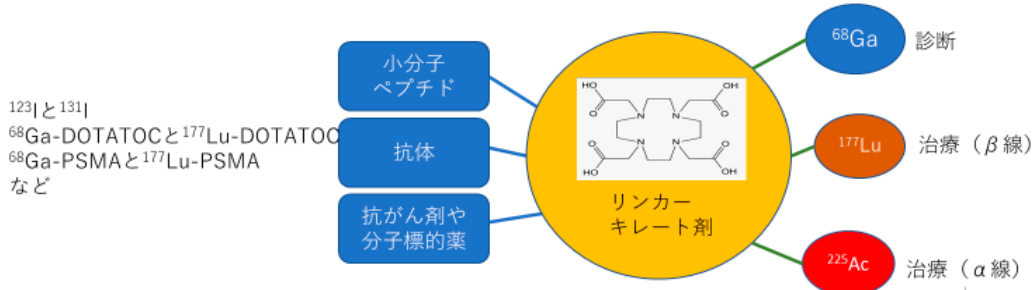 ¹²³Iと¹³¹I
⁶⁸Ga-DOTATOCと¹⁷⁷Lu-DOTATOC
⁶⁸Ga-PSMAと¹⁷⁷Lu-PSMA
など
小分子
ペプチド
抗体
抗がん剤や
分子標的薬
HO
OH
O
O
N
N
N
N
O
O
HO
OH
リンカー
キレート剤
⁶⁸Ga
診断
¹⁷⁷Lu
治療（β線）
²²⁵Ac
治療（α線）